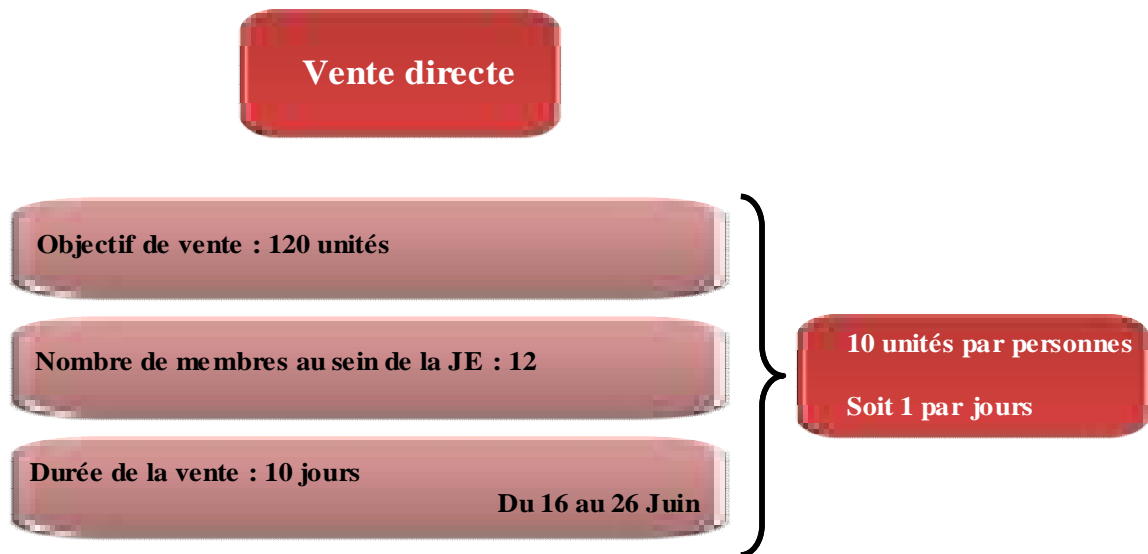 Vente directe
Objectif de vente : 120 unités
Nombre de membres au sein de la JE : 12
Durée de la vente : 10 jours
Du 16 au 26 Juin
10 unités par personnes
Soit 1 par jours